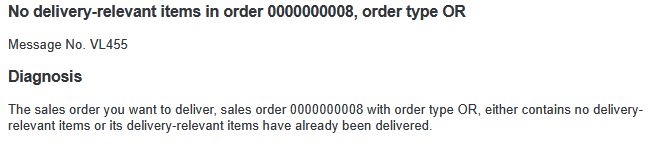 No delivery-relevant items in order 0000000008, order type OR
Message No. VL455
Diagnosis
The sales order you want to deliver, sales order 0000000008 with order type OR, either contains no delivery-
relevant items or its delivery-relevant items have already been delivered.